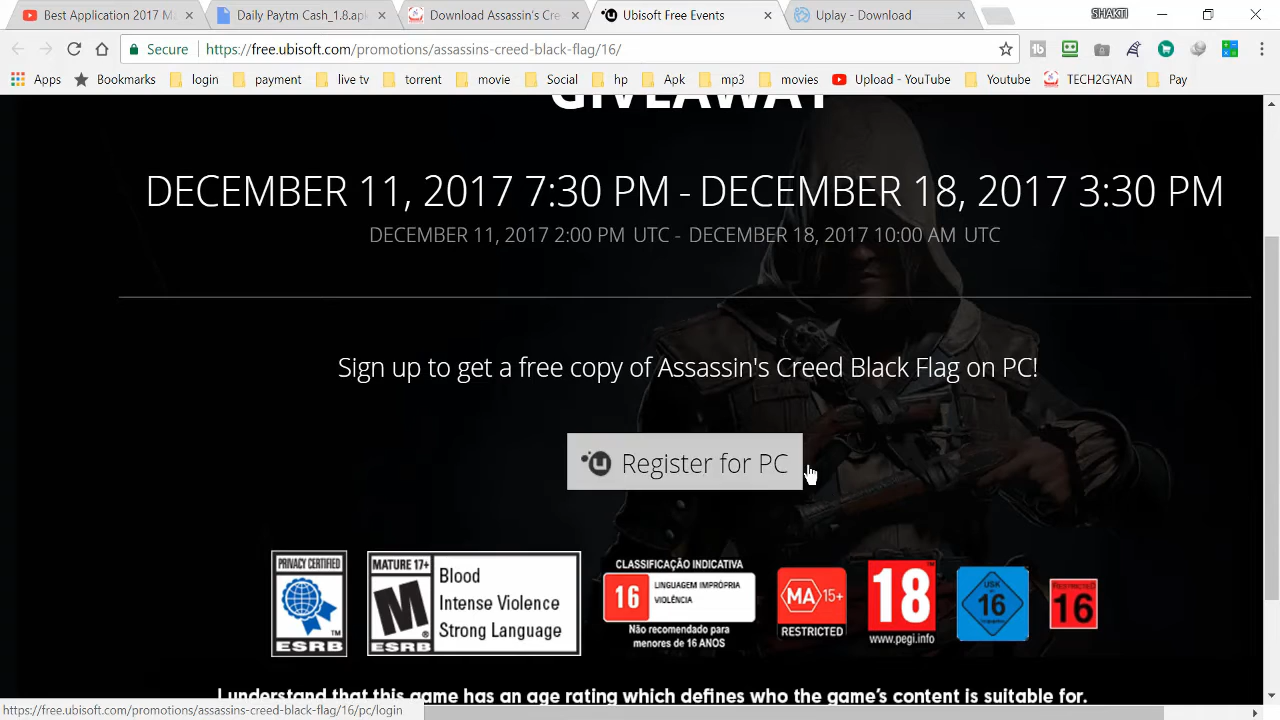 Best Application 2017 M
Daily Paytm Cash_1.8.apk
Download Assassin's Cre
Ubisoft Free Events
Uplay - Download
SHAKTI
Secure
https://free.ubisoft.com/promotions/assassins-creed-black-flag/16/
Apps
Bookmarks
login
payment
live tv
torrent
movie
Social
hp
Apk
mp3
movies
Upload - YouTube
Youtube
TECH2GYAN
Pay
GIVEAWAY
DECEMBER 11, 2017 7:30 PM - DECEMBER 18, 2017 3:30 PM
DECEMBER 11, 2017 2:00 PM UTC - DECEMBER 18, 2017 10:00 AM UTC
Sign up to get a free copy of Assassin's Creed Black Flag on PC!
Register for PC
PRIVACY CERTIFIED
ESRB
MATURE 17+
M
ESRB
Blood
Intense Violence
Strong Language
CLASSIFICAÇÃO INDICATIVA
16
LINGUAGEM IMPRÓPRIA
VIOLÊNCIA
Não recomendado para
menores de 16 ANOS
MA 15+
RESTRICTED
18
www.pegi.info
USK
16
RESTRICTED
16
I understand that this game has an age rating which defines who the game's content is suitable for.
https://free.ubisoft.com/promotions/assassins-creed-black-flag/16/pc/login